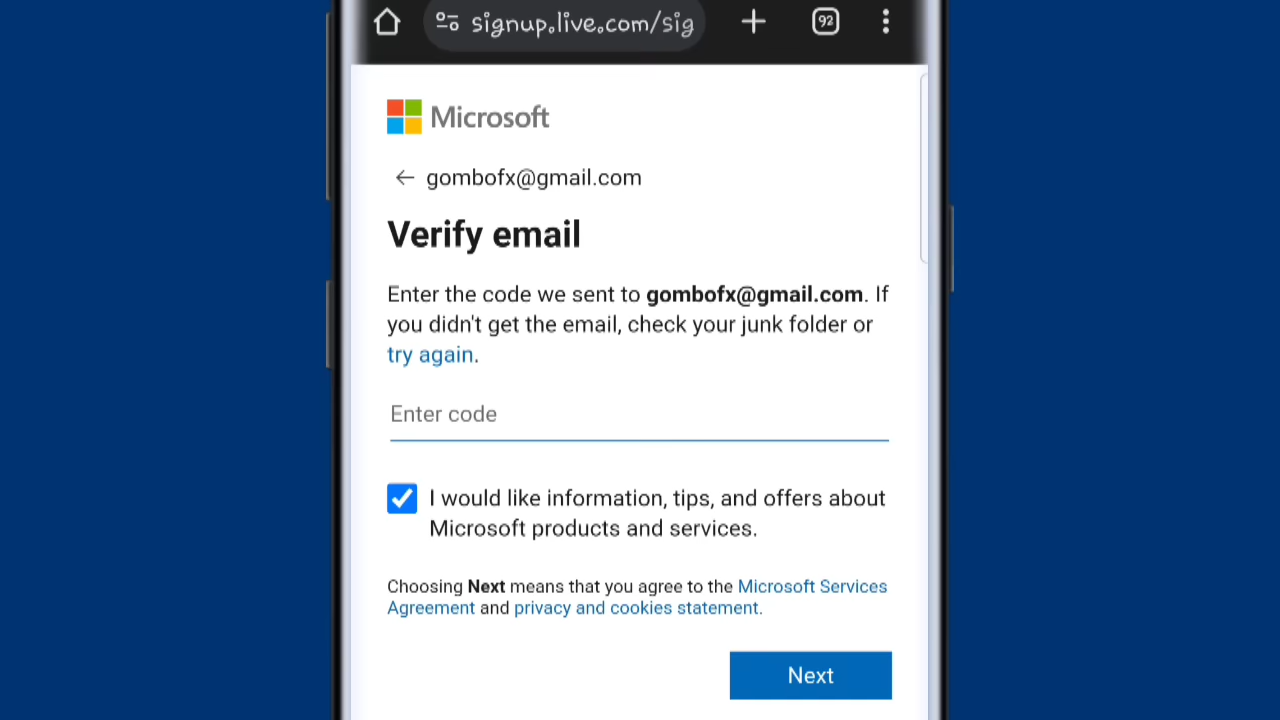 signup.live.com/sig
92
Microsoft
← gombofx@gmail.com
Verify email
Enter the code we sent to gombofx@gmail.com. If
you didn't get the email, check your junk folder or
try again.
Enter code
I would like information, tips, and offers about
Microsoft products and services.
Choosing Next means that you agree to the Microsoft Services
Agreement and privacy and cookies statement.
Next